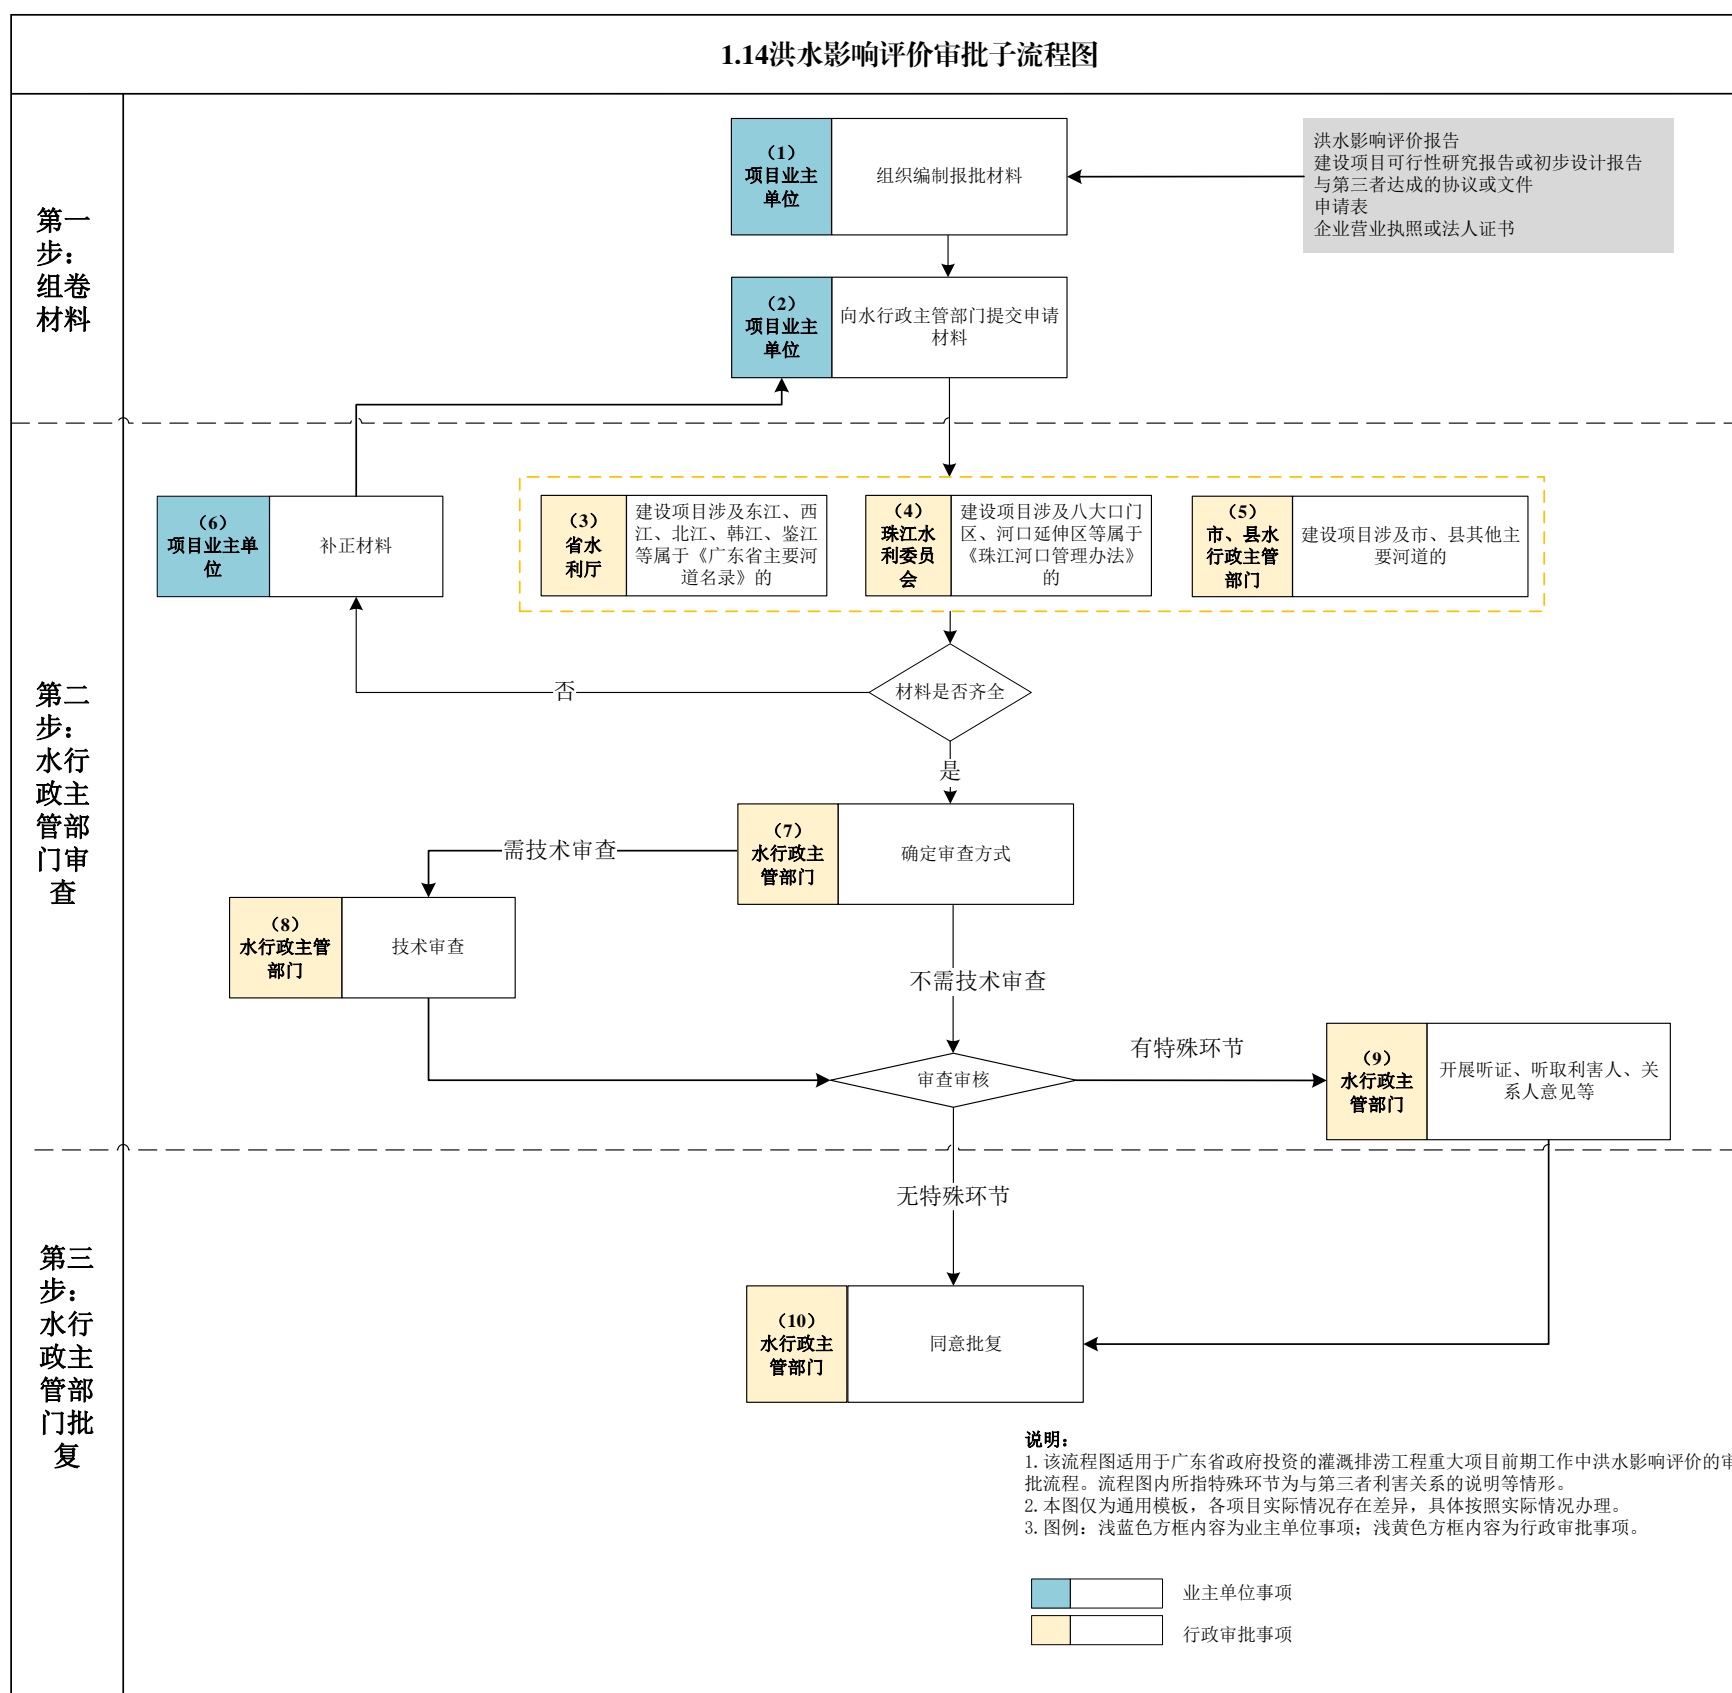 1.14洪水影响评价审批子流程图
第一
步：
组卷
材料
（1）
项目业主
单位
组织编制报批材料
洪水影响评价报告
建设项目可行性研究报告或初步设计报告
与第三者达成的协议或文件
申请表
企业营业执照或法人证书
（2）
项目业主
单位
向水行政主管部门提交申请
材料
第二
步：
水行
政主
管部
门审
查
（6）
项目业主单
位
补正材料
（3）
省水
利厅
建设项目涉及东江、西
江、北江、韩江、鉴江
等属于《广东省主要河
道名录》的
（4）
珠江水
利委员
会
建设项目涉及八大口门
区、河口延伸区等属于
《珠江河口管理办法》
的
（5）
市、县水
行政主管
部门
建设项目涉及市、县其他主
要河道的
材料是否齐全
否
是
（7）
水行政主
管部门
确定审查方式
需技术审查
（8）
水行政主管
部门
技术审查
不需技术审查
审查审核
有特殊环节
（9）
水行政主
管部门
开展听证、听取利害人、关
系人意见等
第三
步：
水行
政主
管部
门批
复
无特殊环节
（10）
水行政主
管部门
同意批复
说明：
1.该流程图适用于广东省政府投资的灌溉排涝工程重大项目前期工作中洪水影响评价的审
批流程。流程图内所指特殊环节为与第三者利害关系的说明等情形。
2.本图仅为通用模板，各项目实际情况存在差异，具体按照实际情况办理。
3.图例：浅蓝色方框内容为业主单位事项；浅黄色方框内容为行政审批事项。
业主单位事项
行政审批事项